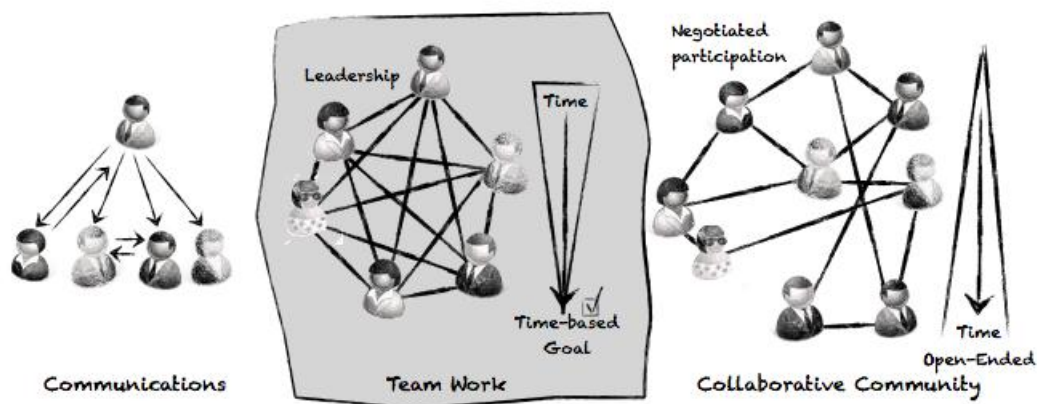 Communications
Leadership
Time
Time-based
Goal
Team Work
Negotiated
participation
Time
Open-Ended
Collaborative Community